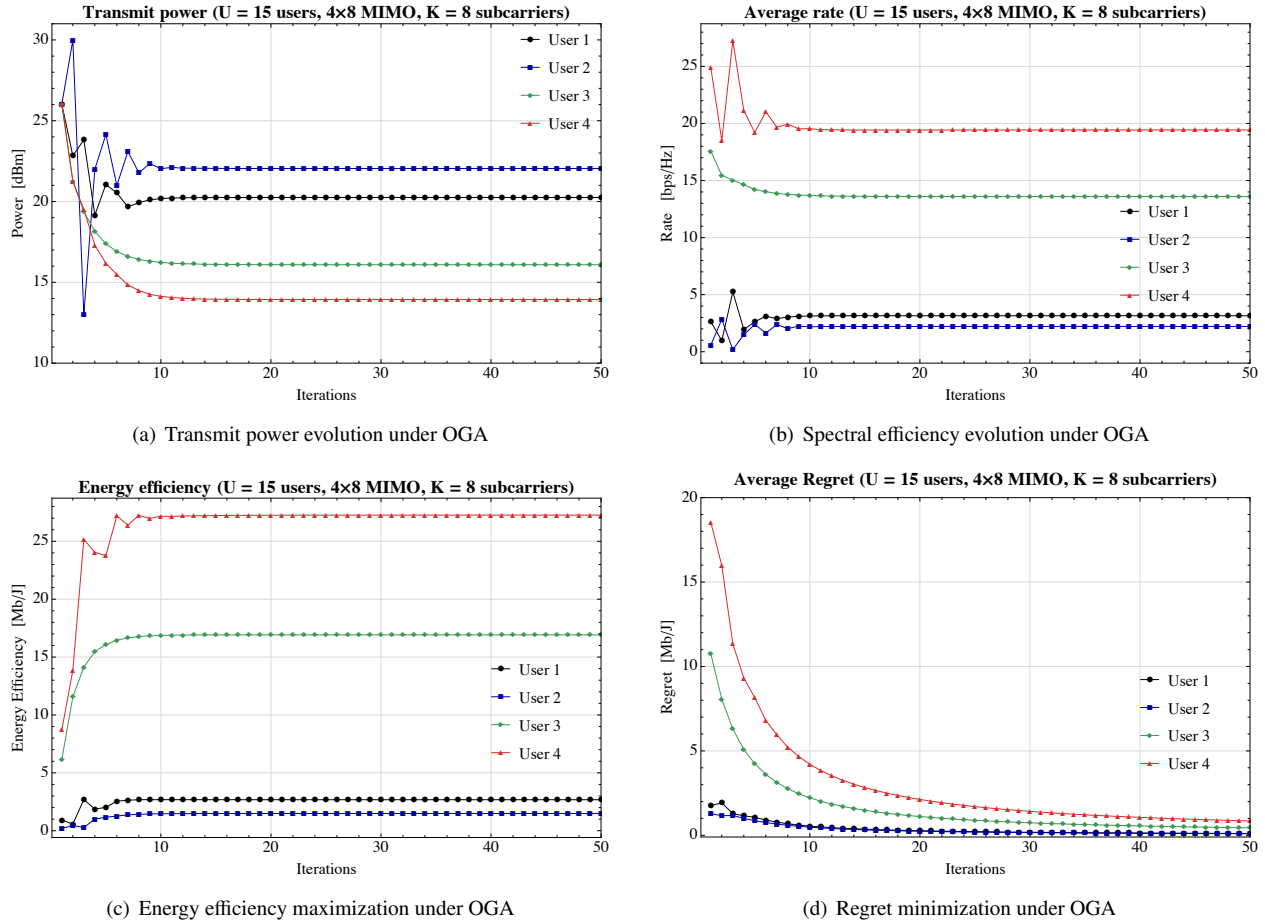 Transmit power (U = 15 users, 4×8 MIMO, K = 8 subcarriers)
30
25
20
15
10
Power [dBm]
User 1
User 2
User 3
User 4
10
20
30
40
50
Iterations
(a) Transmit power evolution under OGA
Average rate (U = 15 users, 4×8 MIMO, K = 8 subcarriers)
25
20
15
10
5
0
Rate [bps/Hz]
User 1
User 2
User 3
User 4
10
20
30
40
50
Iterations
(b) Spectral efficiency evolution under OGA
Energy efficiency (U = 15 users, 4×8 MIMO, K = 8 subcarriers)
25
20
15
10
5
0
Energy Efficiency [Mb/J]
User 1
User 2
User 3
User 4
10
20
30
40
50
Iterations
(c) Energy efficiency maximization under OGA
Average Regret (U = 15 users, 4×8 MIMO, K = 8 subcarriers)
20
15
10
5
0
Regret [Mb/J]
User 1
User 2
User 3
User 4
10
20
30
40
50
Iterations
(d) Regret minimization under OGA